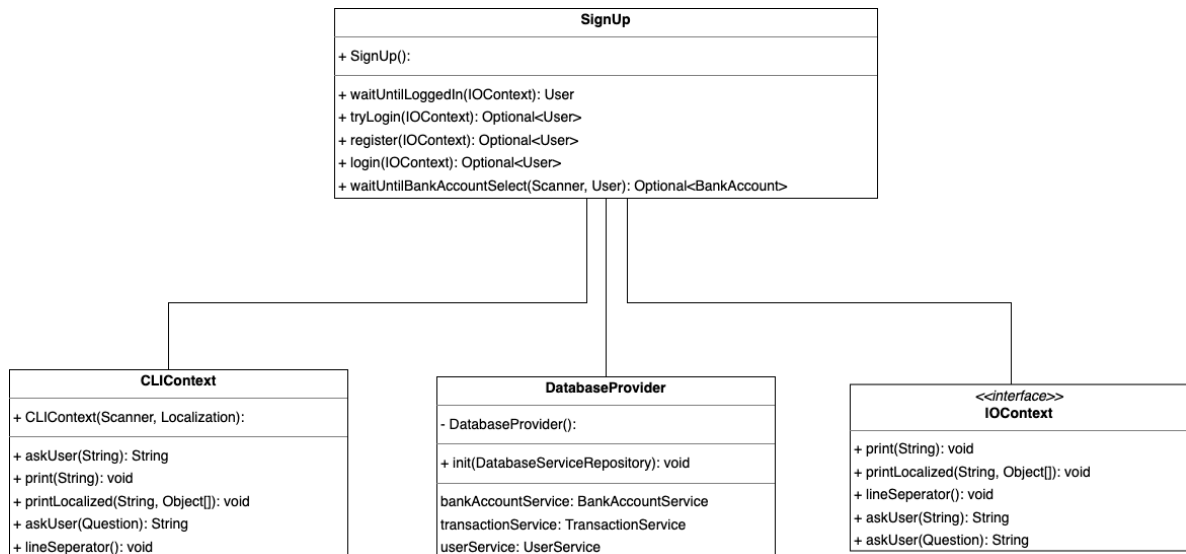 SignUp
+ SignUp():
+ waitUntilLoggedIn(IOContext): User
+ tryLogin(IOContext): Optional<User>
+ register(IOContext): Optional<User>
+ login(IOContext): Optional<User>
+ waitUntilBankAccountSelect(Scanner, User): Optional<BankAccount>
CLIContext
+ CLIContext(Scanner, Localization):
+ askUser(String): String
+ print(String): void
+ printLocalized(String, Object[]): void
+ askUser(Question): String
+ lineSeperator(): void
DatabaseProvider
- DatabaseProvider():
+ init(DatabaseServiceRepository): void
bankAccountService: BankAccountService
transactionService: TransactionService
userService: UserService
<<interface>>
IOContext
+ print(String): void
+ printLocalized(String, Object[]): void
+ lineSeperator(): void
+ askUser(String): String
+ askUser(Question): String